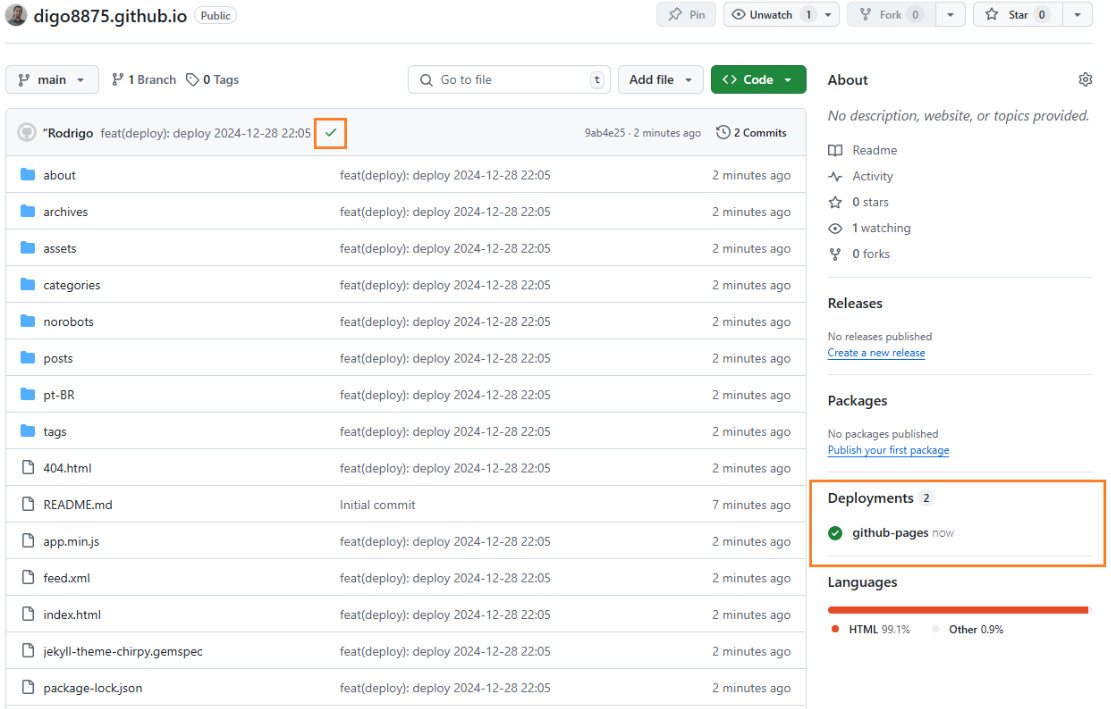 digo8875.github.io Public Pin Unwatch 1 Fork 0 Star 0
main 1 Branch 0 Tags Go to file t Add file Code
"Rodrigo feat(deploy): deploy 2024-12-28 22:05 9ab4e25 · 2 minutes ago 2 Commits
about feat(deploy): deploy 2024-12-28 22:05 2 minutes ago
archives feat(deploy): deploy 2024-12-28 22:05 2 minutes ago
assets feat(deploy): deploy 2024-12-28 22:05 2 minutes ago
categories feat(deploy): deploy 2024-12-28 22:05 2 minutes ago
norobots feat(deploy): deploy 2024-12-28 22:05 2 minutes ago
posts feat(deploy): deploy 2024-12-28 22:05 2 minutes ago
pt-BR feat(deploy): deploy 2024-12-28 22:05 2 minutes ago
tags feat(deploy): deploy 2024-12-28 22:05 2 minutes ago
404.html feat(deploy): deploy 2024-12-28 22:05 2 minutes ago
README.md Initial commit 7 minutes ago
app.min.js feat(deploy): deploy 2024-12-28 22:05 2 minutes ago
feed.xml feat(deploy): deploy 2024-12-28 22:05 2 minutes ago
index.html feat(deploy): deploy 2024-12-28 22:05 2 minutes ago
jekyll-theme-chirpy.gemspec feat(deploy): deploy 2024-12-28 22:05 2 minutes ago
package-lock.json feat(deploy): deploy 2024-12-28 22:05 2 minutes ago
About
No description, website, or topics provided.
Readme
Activity
0 stars
1 watching
0 forks
Releases
No releases published
Create a new release
Packages
No packages published
Publish your first package
Deployments 2
github-pages now
Languages
HTML 99.1% Other 0.9%